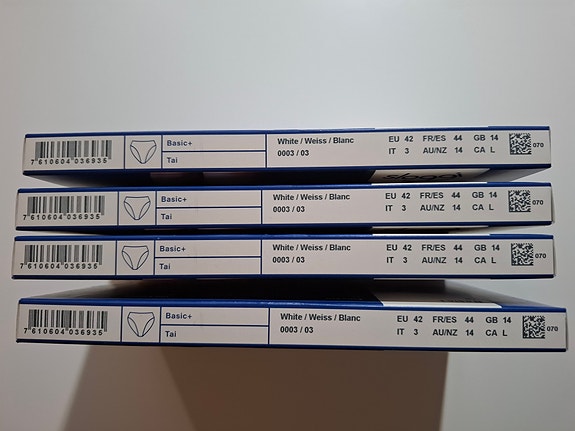 7 610604 036935
Basic+
Tai
White / Weiss / Blanc
0003 / 03
EU 42 FR/ES 44 GB 14
IT 3 AU/NZ 14 CA L
070
7 610604 036935
Basic+
Tai
White / Weiss / Blanc
0003 / 03
EU 42 FR/ES 44 GB 14
IT 3 AU/NZ 14 CA L
070
7 610604 036935
Basic+
Tai
White / Weiss / Blanc
0003 / 03
EU 42 FR/ES 44 GB 14
IT 3 AU/NZ 14 CA L
070
7 610604 036935
Basic+
Tai
White / Weiss / Blanc
0003 / 03
EU 42 FR/ES 44 GB 14
IT 3 AU/NZ 14 CA L
070